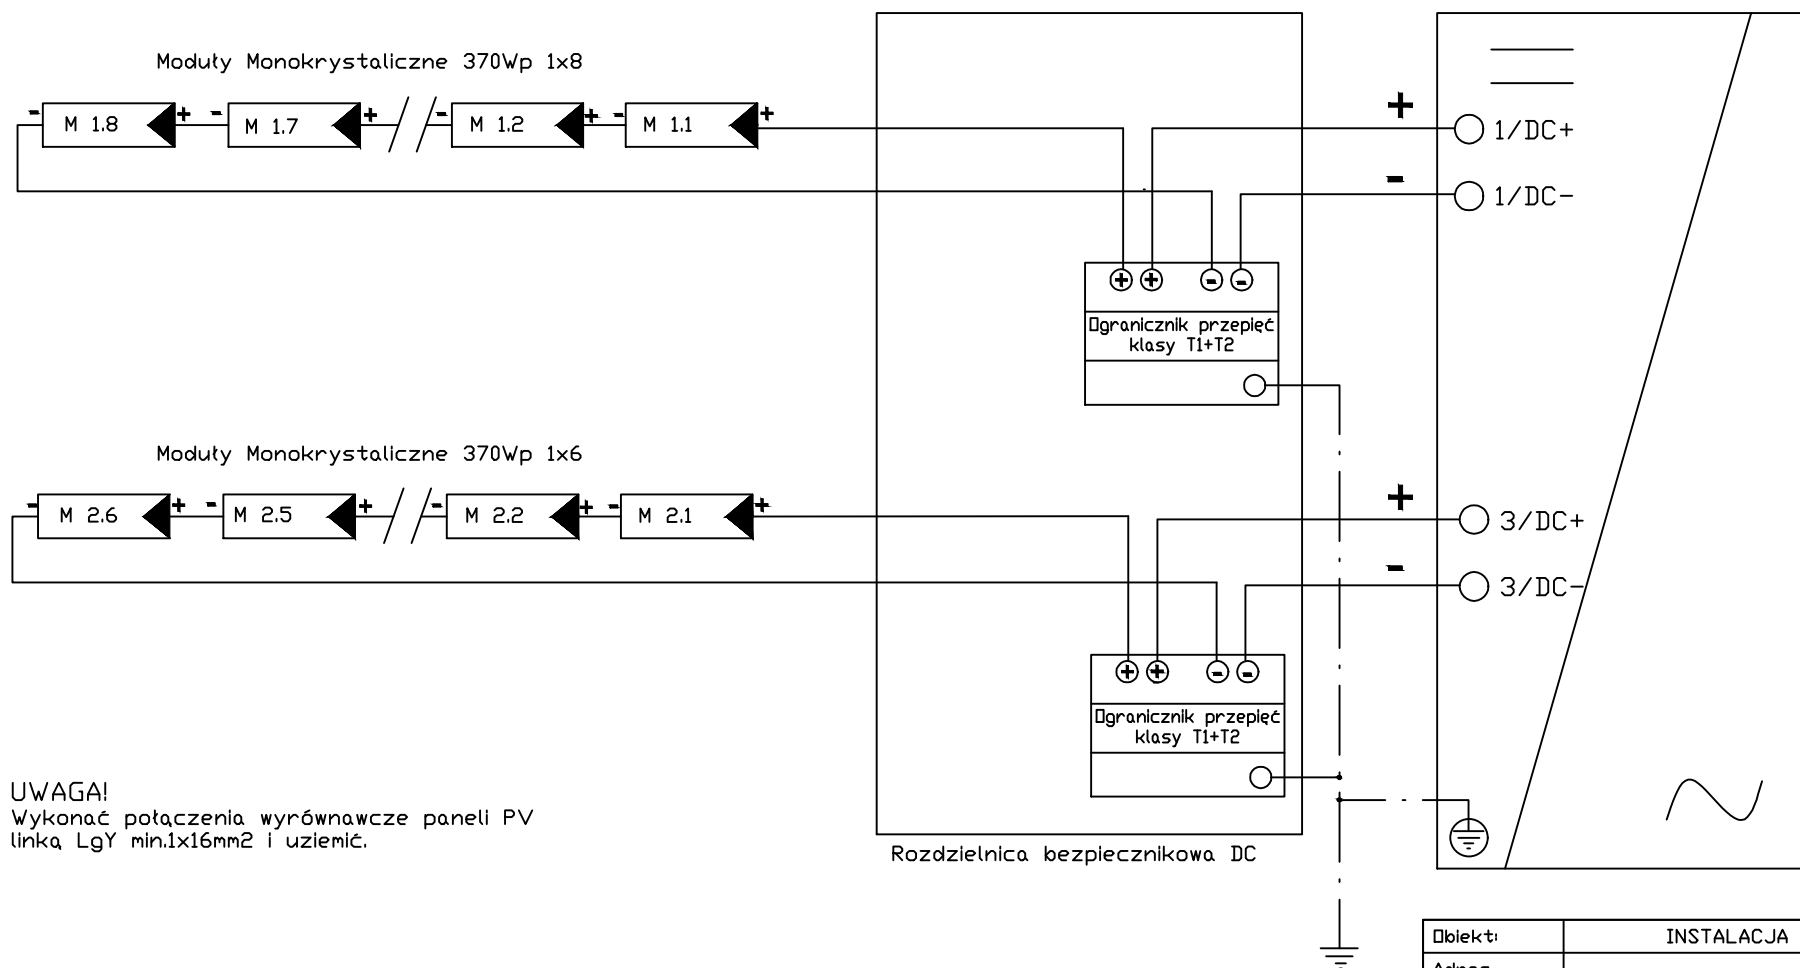 Moduły Monokrystaliczne 370Wp 1x8
- M 1.8 + - M 1.7 + - M 1.2 + - M 1.1 +
+ 1/DC+
- 1/DC-
+ + - -
Ogranicznik przepięć
klasy T1+T2
Moduły Monokrystaliczne 370Wp 1x6
- M 2.6 + - M 2.5 + - M 2.2 + - M 2.1 +
+ 3/DC+
- 3/DC-
+ + - -
Ogranicznik przepięć
klasy T1+T2
UWAGA!
Wykonać połączenia wyrównawcze paneli PV
linką LgY min.1x16mm2 i uziemić.
Rozdzielnica bezpiecznikowa DC
Obiekt: INSTALACJA